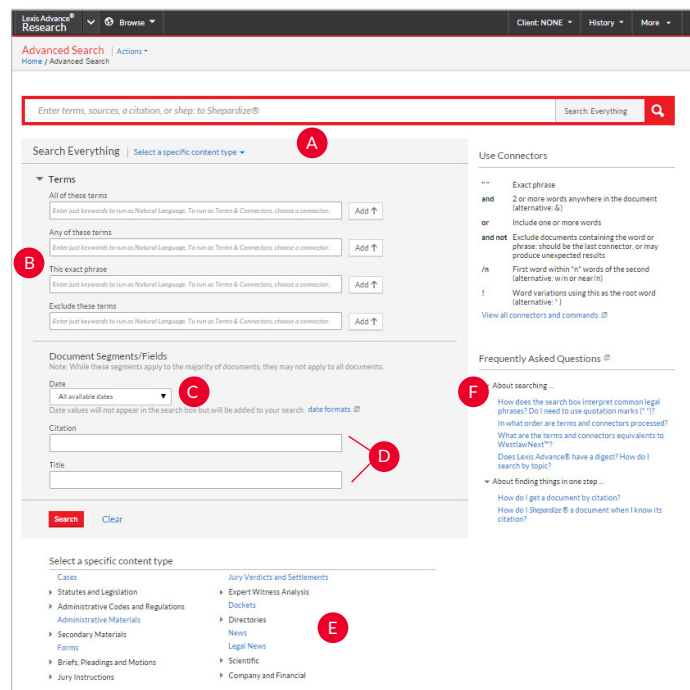 Lexis Advance®
Research
Browse
Client: NONE
History
More
Advanced Search | Actions
Home / Advanced Search
Enter terms, sources, a citation, or shep: to Shepardize®
Search: Everything
A
Search Everything | Select a specific content type
Terms
All of these terms
Enter just keywords to run as Natural Language. To run as Terms & Connectors, choose a connector.
Add ↑
Any of these terms
Enter just keywords to run as Natural Language. To run as Terms & Connectors, choose a connector.
Add ↑
B
This exact phrase
Enter just keywords to run as Natural Language. To run as Terms & Connectors, choose a connector.
Add ↑
Exclude these terms
Enter just keywords to run as Natural Language. To run as Terms & Connectors, choose a connector.
Add ↑
Document Segments/Fields
Note: While these segments apply to the majority of documents, they may not apply to all documents.
Date
All available dates
C
Date values will not appear in the search box but will be added to your search. date formats
Citation
D
Title
Search
Clear
Use Connectors
" " Exact phrase
and 2 or more words anywhere in the document
(alternative: &)
or Include one or more words
and not Exclude documents containing the word or
phrase; should be the last connector, or may
produce unexpected results
/n First word within "n" words of the second
(alternative: w/n or near/n)
! Word variations using this as the root word
(alternative: * )
View all connectors and commands
Frequently Asked Questions
F
About searching ...
How does the search box interpret common legal
phrases? Do I need to use quotation marks (" ")?
In what order are terms and connectors processed?
What are the terms and connectors equivalents to
WestlawNext™?
Does Lexis Advance® have a digest? How do I
search by topic?
About finding things in one step ...
How do I get a document by citation?
How do I Shepardize® a document when I know its
citation?
Select a specific content type
Cases
Statutes and Legislation
Administrative Codes and Regulations
Administrative Materials
Secondary Materials
Forms
Briefs, Pleadings and Motions
Jury Instructions
Jury Verdicts and Settlements
Expert Witness Analysis
Dockets
Directories
News
Legal News
Scientific
Company and Financial
E